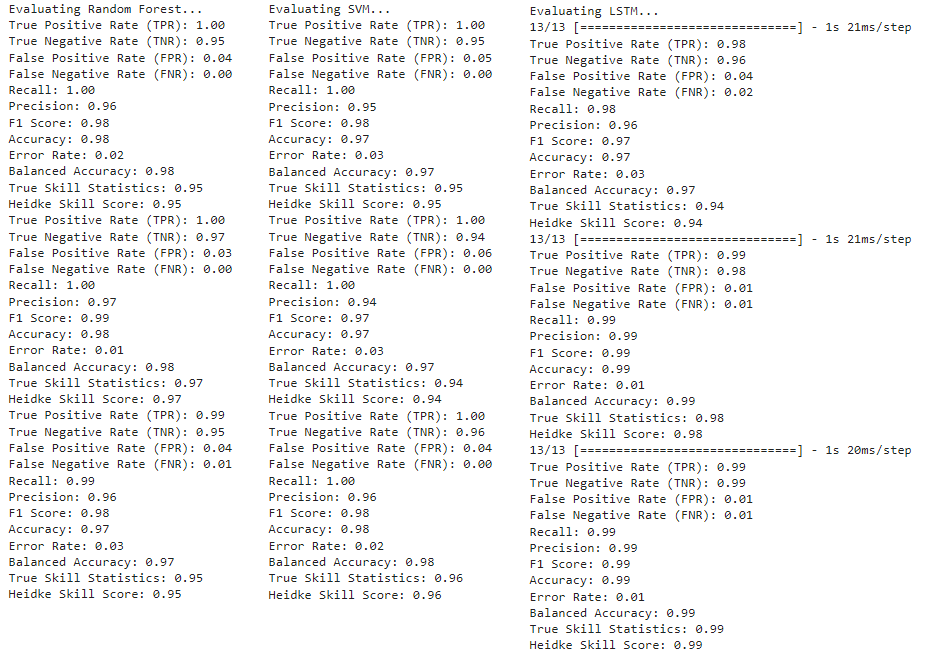 Evaluating Random Forest...
True Positive Rate (TPR): 1.00
True Negative Rate (TNR): 0.95
False Positive Rate (FPR): 0.04
False Negative Rate (FNR): 0.00
Recall: 1.00
Precision: 0.96
F1 Score: 0.98
Accuracy: 0.98
Error Rate: 0.02
Balanced Accuracy: 0.98
True Skill Statistics: 0.95
Heidke Skill Score: 0.95
True Positive Rate (TPR): 1.00
True Negative Rate (TNR): 0.97
False Positive Rate (FPR): 0.03
False Negative Rate (FNR): 0.00
Recall: 1.00
Precision: 0.97
F1 Score: 0.99
Accuracy: 0.98
Error Rate: 0.01
Balanced Accuracy: 0.98
True Skill Statistics: 0.97
Heidke Skill Score: 0.97
True Positive Rate (TPR): 0.99
True Negative Rate (TNR): 0.95
False Positive Rate (FPR): 0.04
False Negative Rate (FNR): 0.01
Recall: 0.99
Precision: 0.96
F1 Score: 0.98
Accuracy: 0.97
Error Rate: 0.03
Balanced Accuracy: 0.97
True Skill Statistics: 0.95
Heidke Skill Score: 0.95
Evaluating SVM...
True Positive Rate (TPR): 1.00
True Negative Rate (TNR): 0.95
False Positive Rate (FPR): 0.05
False Negative Rate (FNR): 0.00
Recall: 1.00
Precision: 0.95
F1 Score: 0.98
Accuracy: 0.97
Error Rate: 0.03
Balanced Accuracy: 0.97
True Skill Statistics: 0.95
Heidke Skill Score: 0.95
True Positive Rate (TPR): 1.00
True Negative Rate (TNR): 0.94
False Positive Rate (FPR): 0.06
False Negative Rate (FNR): 0.00
Recall: 1.00
Precision: 0.94
F1 Score: 0.97
Accuracy: 0.97
Error Rate: 0.03
Balanced Accuracy: 0.97
True Skill Statistics: 0.94
Heidke Skill Score: 0.94
True Positive Rate (TPR): 1.00
True Negative Rate (TNR): 0.96
False Positive Rate (FPR): 0.04
False Negative Rate (FNR): 0.00
Recall: 1.00
Precision: 0.96
F1 Score: 0.98
Accuracy: 0.98
Error Rate: 0.02
Balanced Accuracy: 0.98
True Skill Statistics: 0.96
Heidke Skill Score: 0.96
Evaluating LSTM...
13/13 [==============================] - 1s 21ms/step
True Positive Rate (TPR): 0.98
True Negative Rate (TNR): 0.96
False Positive Rate (FPR): 0.04
False Negative Rate (FNR): 0.02
Recall: 0.98
Precision: 0.96
F1 Score: 0.97
Accuracy: 0.97
Error Rate: 0.03
Balanced Accuracy: 0.97
True Skill Statistics: 0.94
Heidke Skill Score: 0.94
13/13 [==============================] - 1s 21ms/step
True Positive Rate (TPR): 0.99
True Negative Rate (TNR): 0.98
False Positive Rate (FPR): 0.01
False Negative Rate (FNR): 0.01
Recall: 0.99
Precision: 0.99
F1 Score: 0.99
Accuracy: 0.99
Error Rate: 0.01
Balanced Accuracy: 0.99
True Skill Statistics: 0.98
Heidke Skill Score: 0.98
13/13 [==============================] - 1s 20ms/step
True Positive Rate (TPR): 0.99
True Negative Rate (TNR): 0.99
False Positive Rate (FPR): 0.01
False Negative Rate (FNR): 0.01
Recall: 0.99
Precision: 0.99
F1 Score: 0.99
Accuracy: 0.99
Error Rate: 0.01
Balanced Accuracy: 0.99
True Skill Statistics: 0.99
Heidke Skill Score: 0.99